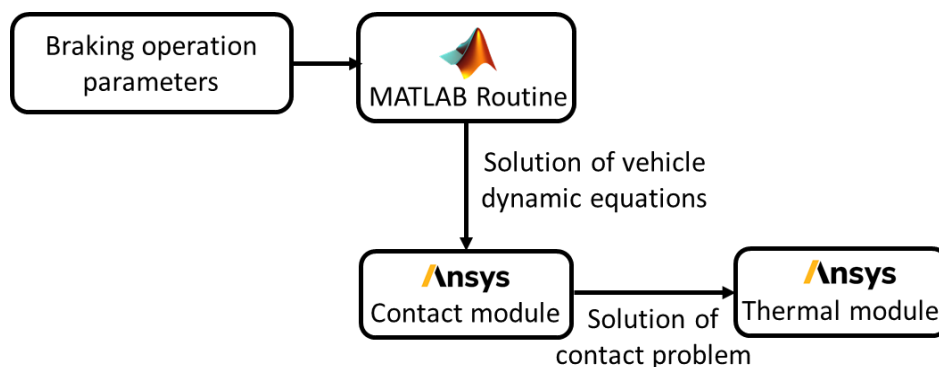 Braking operation
parameters
MATLAB Routine
Solution of vehicle
dynamic equations
Ansys
Contact module
Solution of
contact problem
Ansys
Thermal module